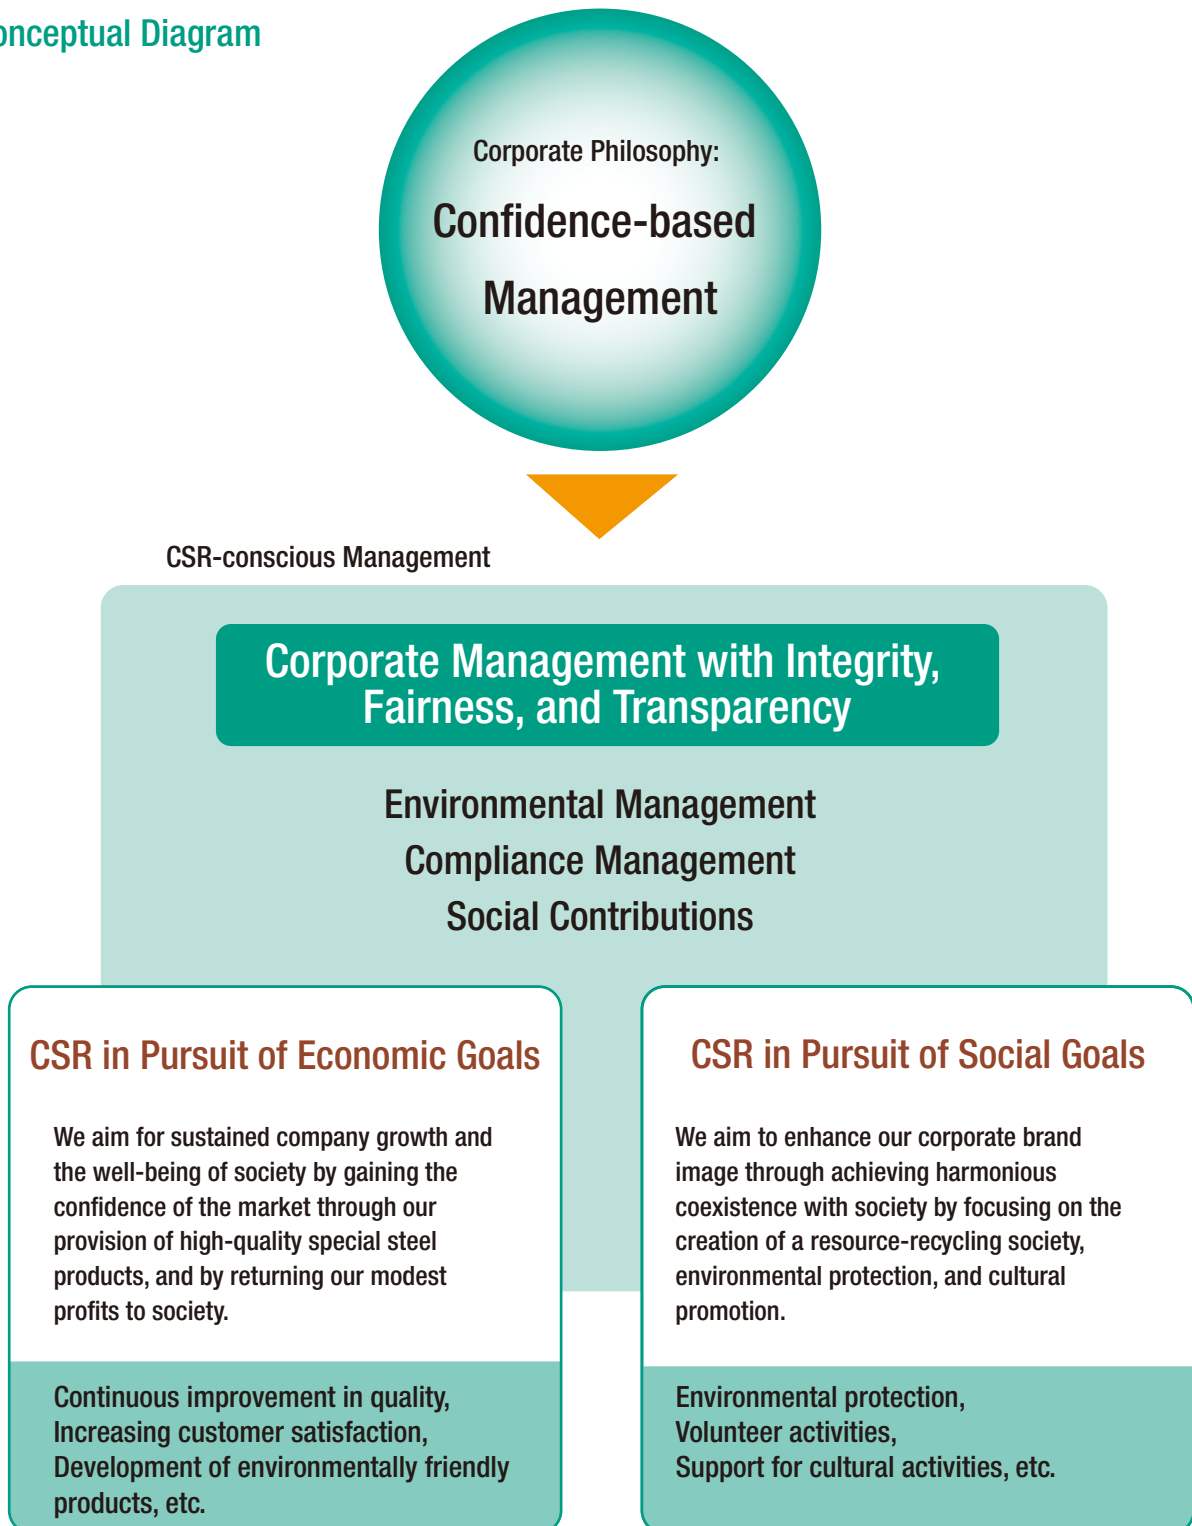 onceptual Diagram
Corporate Philosophy:
Confidence-based
Management
CSR-conscious Management
Corporate Management with Integrity,
Fairness, and Transparency
Environmental Management
Compliance Management
Social Contributions
CSR in Pursuit of Economic Goals
We aim for sustained company growth and
the well-being of society by gaining the
confidence of the market through our
provision of high-quality special steel
products, and by returning our modest
profits to society.
Continuous improvement in quality,
Increasing customer satisfaction,
Development of environmentally friendly
products, etc.
CSR in Pursuit of Social Goals
We aim to enhance our corporate brand
image through achieving harmonious
coexistence with society by focusing on the
creation of a resource-recycling society,
environmental protection, and cultural
promotion.
Environmental protection,
Volunteer activities,
Support for cultural activities, etc.